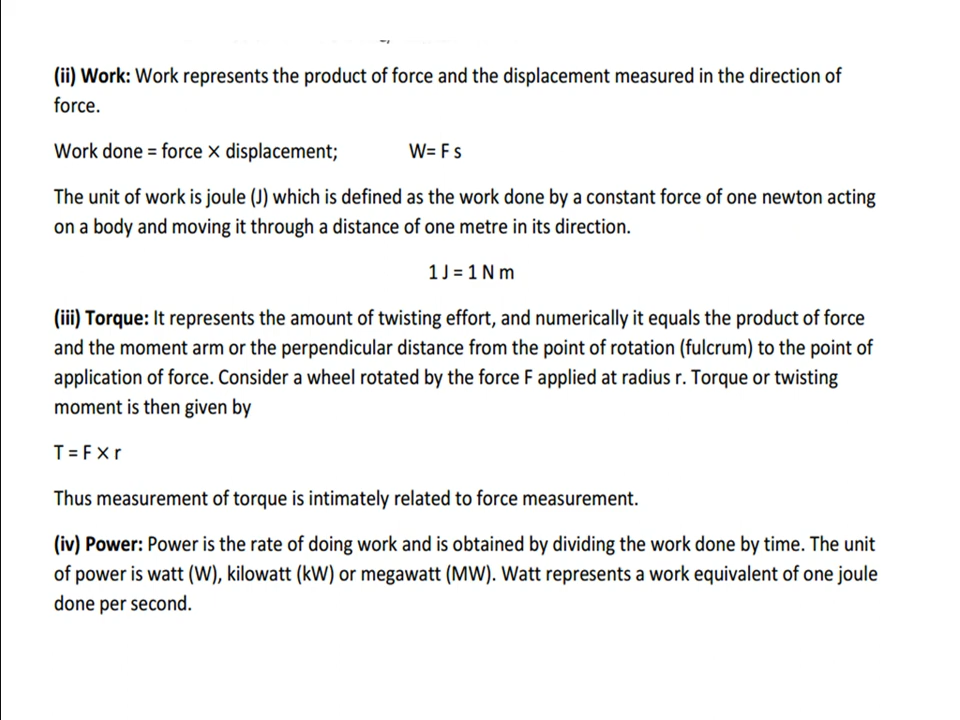 (ii) Work: Work represents the product of force and the displacement measured in the direction of
force.
Work done = force × displacement; W= F s
The unit of work is joule (J) which is defined as the work done by a constant force of one newton acting
on a body and moving it through a distance of one metre in its direction.
1 J = 1 N m
(iii) Torque: It represents the amount of twisting effort, and numerically it equals the product of force
and the moment arm or the perpendicular distance from the point of rotation (fulcrum) to the point of
application of force. Consider a wheel rotated by the force F applied at radius r. Torque or twisting
moment is then given by
T = F × r
Thus measurement of torque is intimately related to force measurement.
(iv) Power: Power is the rate of doing work and is obtained by dividing the work done by time. The unit
of power is watt (W), kilowatt (kW) or megawatt (MW). Watt represents a work equivalent of one joule
done per second.